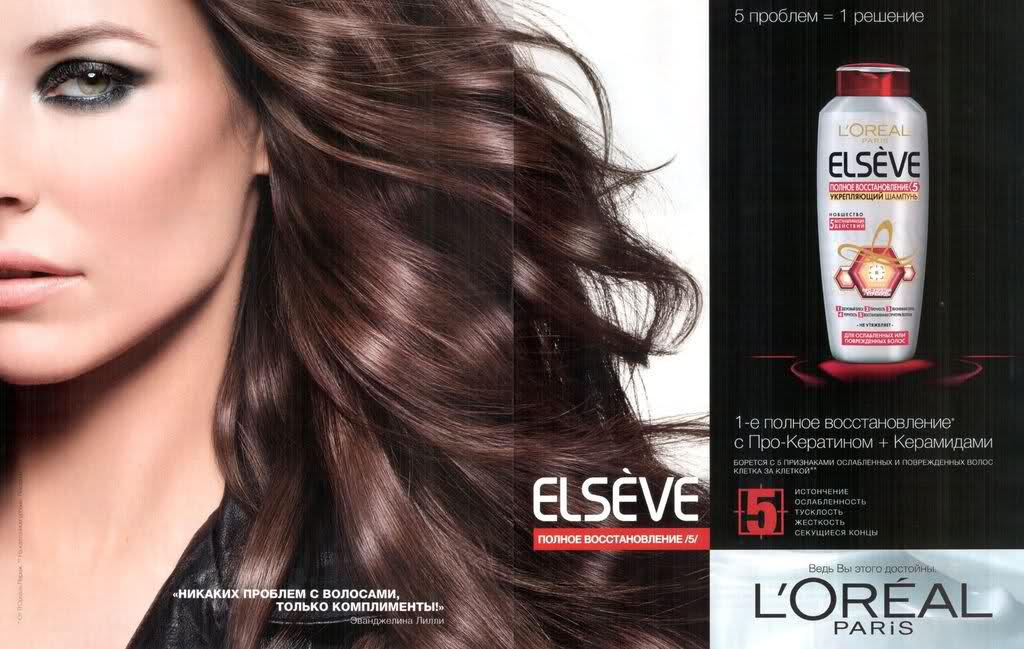 «НИКАКИХ ПРОБЛЕМ С ВОЛОСАМИ,
ТОЛЬКО КОМПЛИМЕНТЫ!»
Эванджелина Лилли
ELSÈVE
ПОЛНОЕ ВОССТАНОВЛЕНИЕ /5/
5 проблем = 1 решение
L'ORÉAL
PARIS
ELSÈVE
ПОЛНОЕ ВОССТАНОВЛЕНИЕ 5
УКРЕПЛЯЮЩИЙ ШАМПУНЬ
НОВШЕСТВО
5 ВОССТАНАВЛИВАЮЩИХ
ДЕЙСТВИЙ
•НЕ УТЯЖЕЛЯЕТ•
ДЛЯ ОСЛАБЛЕННЫХ ИЛИ
ПОВРЕЖДЕННЫХ ВОЛОС
1-е полное восстановление*
с Про-Кератином + Керамидами
БОРЕТСЯ С 5 ПРИЗНАКАМИ ОСЛАБЛЕННЫХ И ПОВРЕЖДЕННЫХ ВОЛОС
КЛЕТКА ЗА КЛЕТКОЙ**
5
ИСТОНЧЕНИЕ
ОСЛАБЛЕННОСТЬ
ТУСКЛОСТЬ
ЖЕСТКОСТЬ
СЕКУЩИЕСЯ КОНЦЫ
Ведь Вы этого достойны.
L'ORÉAL
PARIS